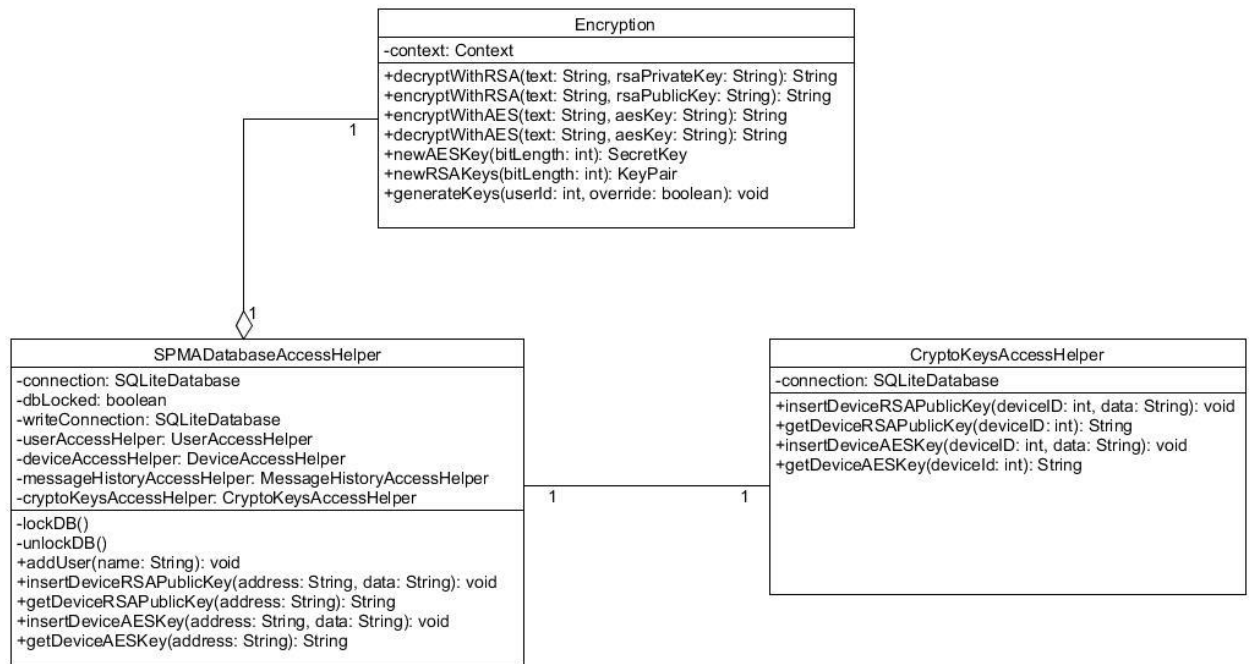 Encryption
-context: Context
+decryptWithRSA(text: String, rsaPrivateKey: String): String
+encryptWithRSA(text: String, rsaPublicKey: String): String
+encryptWithAES(text: String, aesKey: String): String
+decryptWithAES(text: String, aesKey: String): String
+newAESKey(bitLength: int): SecretKey
+newRSAKeys(bitLength: int): KeyPair
+generateKeys(userId: int, override: boolean): void
1
1
SPMADatabaseAccessHelper
-connection: SQLiteDatabase
-dbLocked: boolean
-writeConnection: SQLiteDatabase
-userAccessHelper: UserAccessHelper
-deviceAccessHelper: DeviceAccessHelper
-messageHistoryAccessHelper: MessageHistoryAccessHelper
-cryptoKeysAccessHelper: CryptoKeysAccessHelper
-lockDB()
-unlockDB()
+addUser(name: String): void
+insertDeviceRSAPublicKey(address: String, data: String): void
+getDeviceRSAPublicKey(address: String): String
+insertDeviceAESKey(address: String, data: String): void
+getDeviceAESKey(address: String): String
1
1
CryptoKeysAccessHelper
-connection: SQLiteDatabase
+insertDeviceRSAPublicKey(deviceID: int, data: String): void
+getDeviceRSAPublicKey(deviceID: int): String
+insertDeviceAESKey(deviceID: int, data: String): void
+getDeviceAESKey(deviceId: int): String